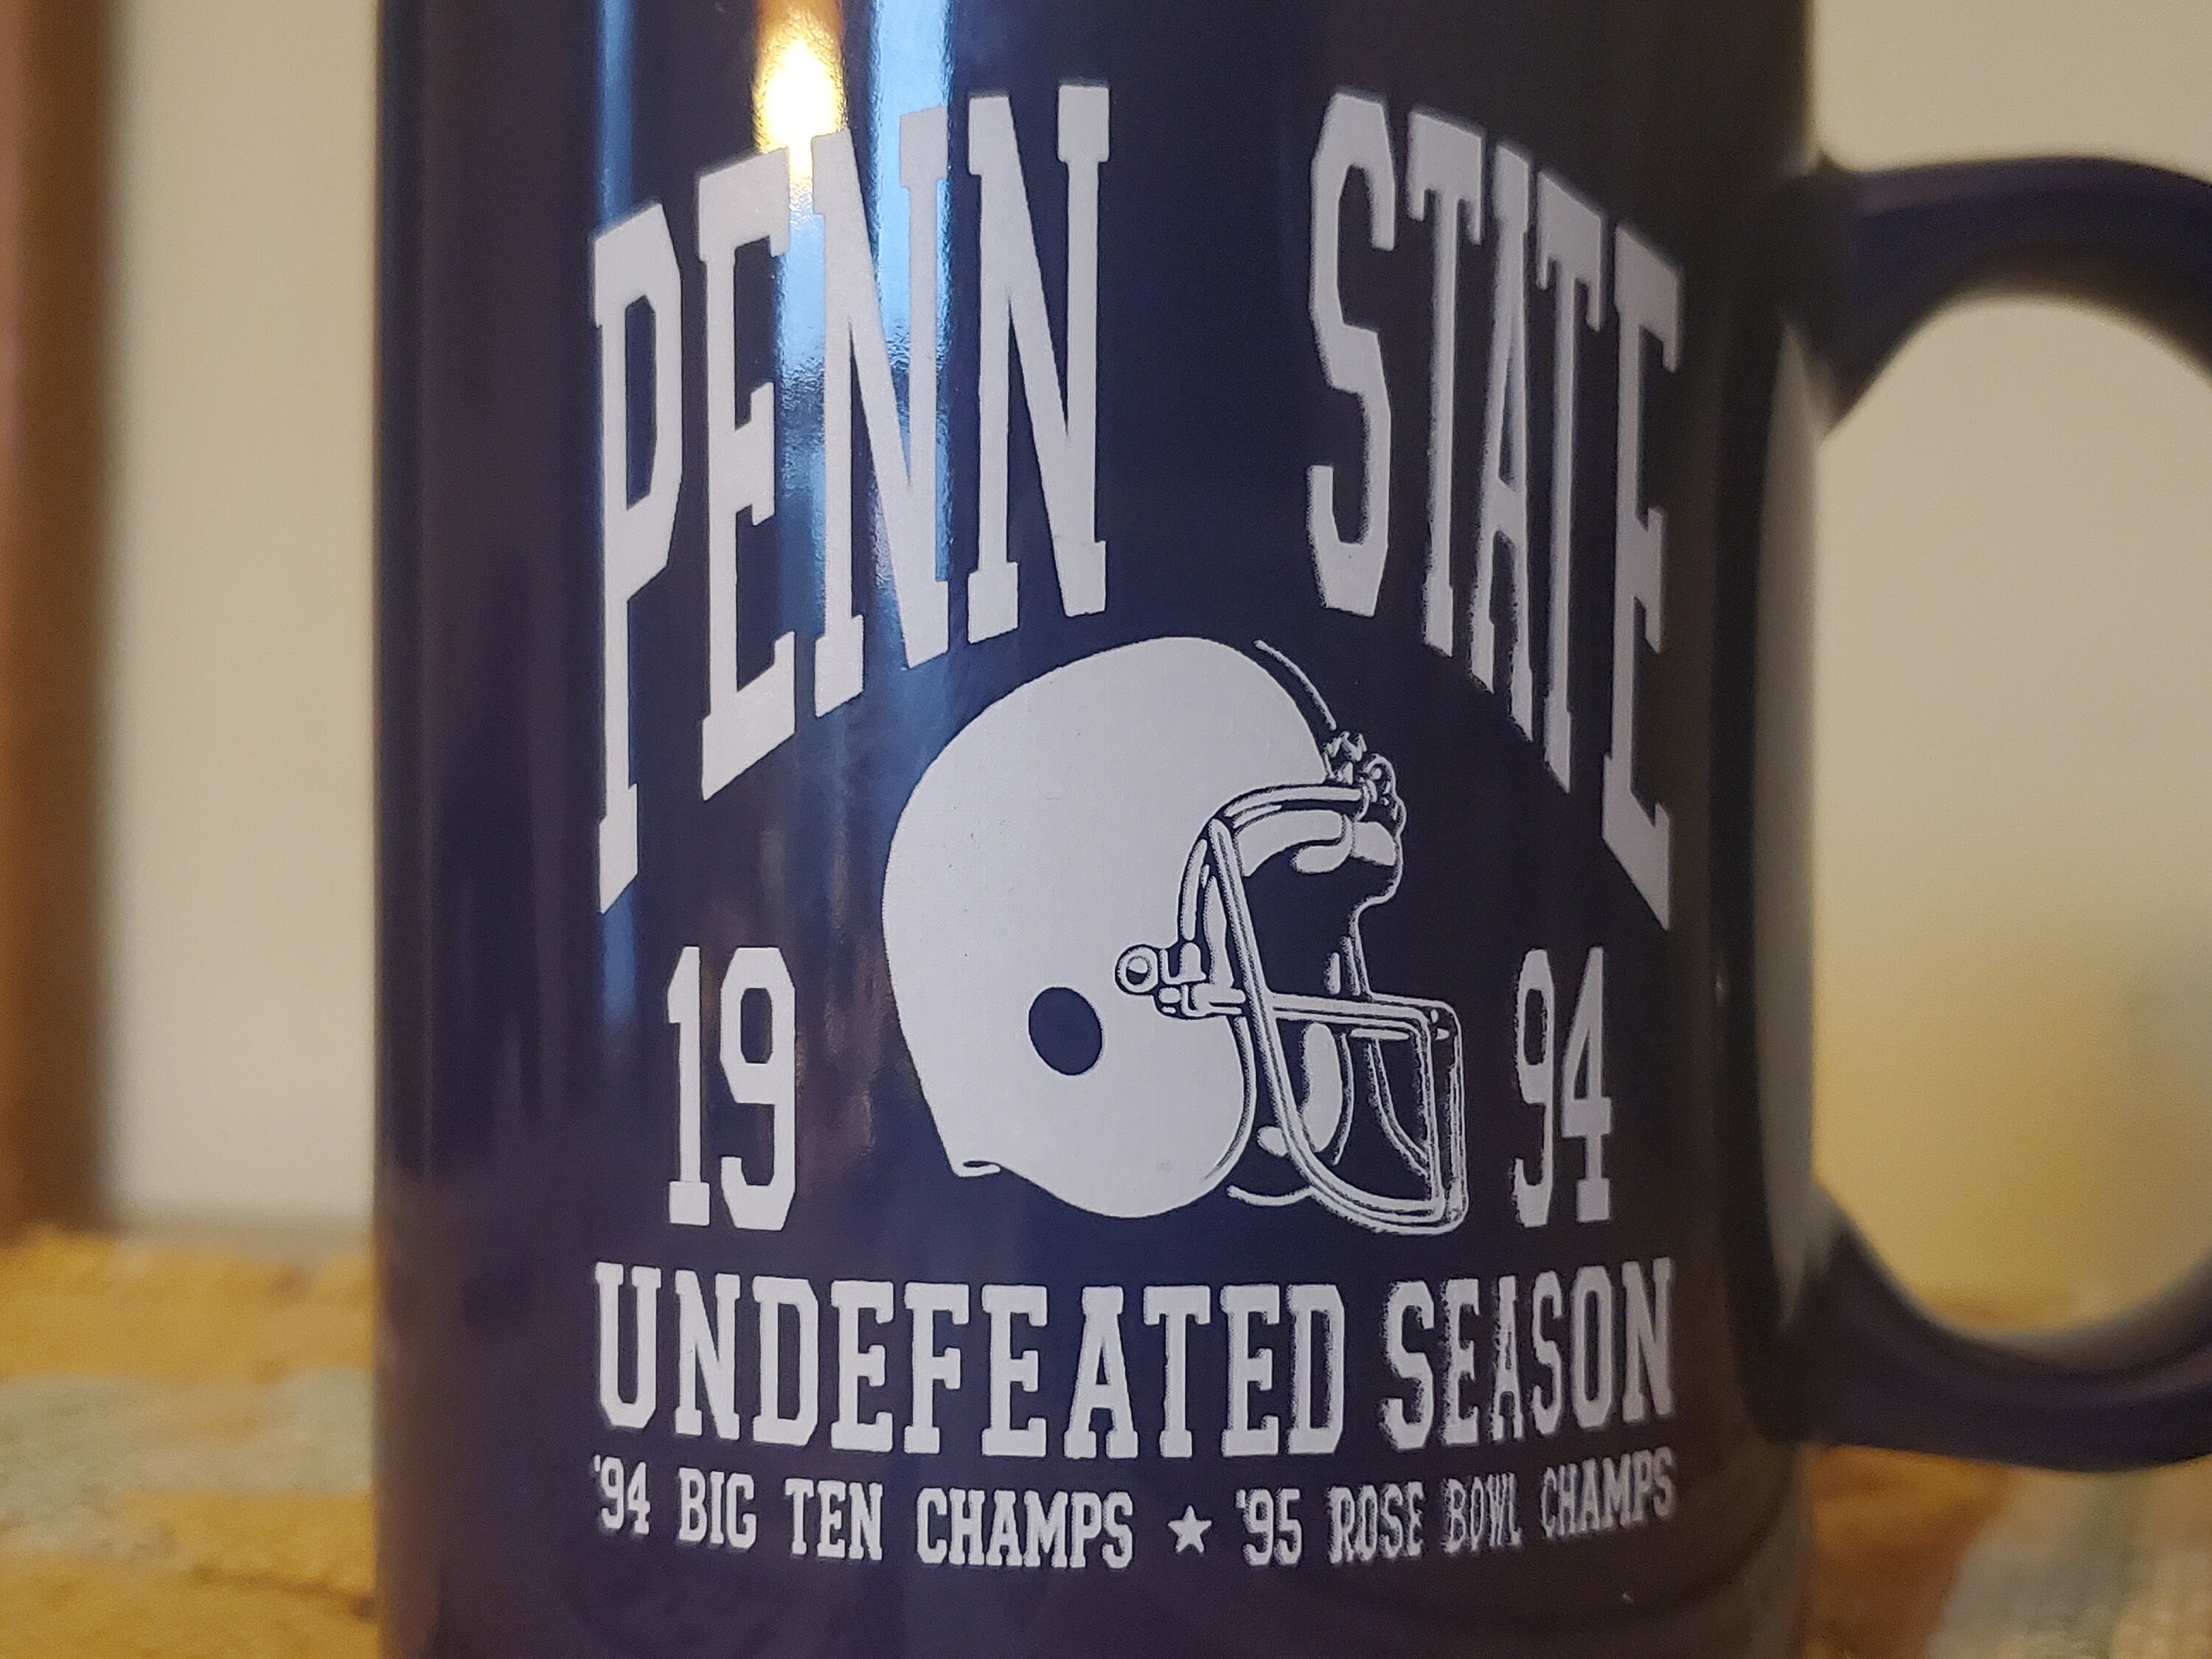 PENN STATE
19 94
UNDEFEATED SEASON
'94 BIG TEN CHAMPS ★ '95 ROSE BOWL CHAMPS